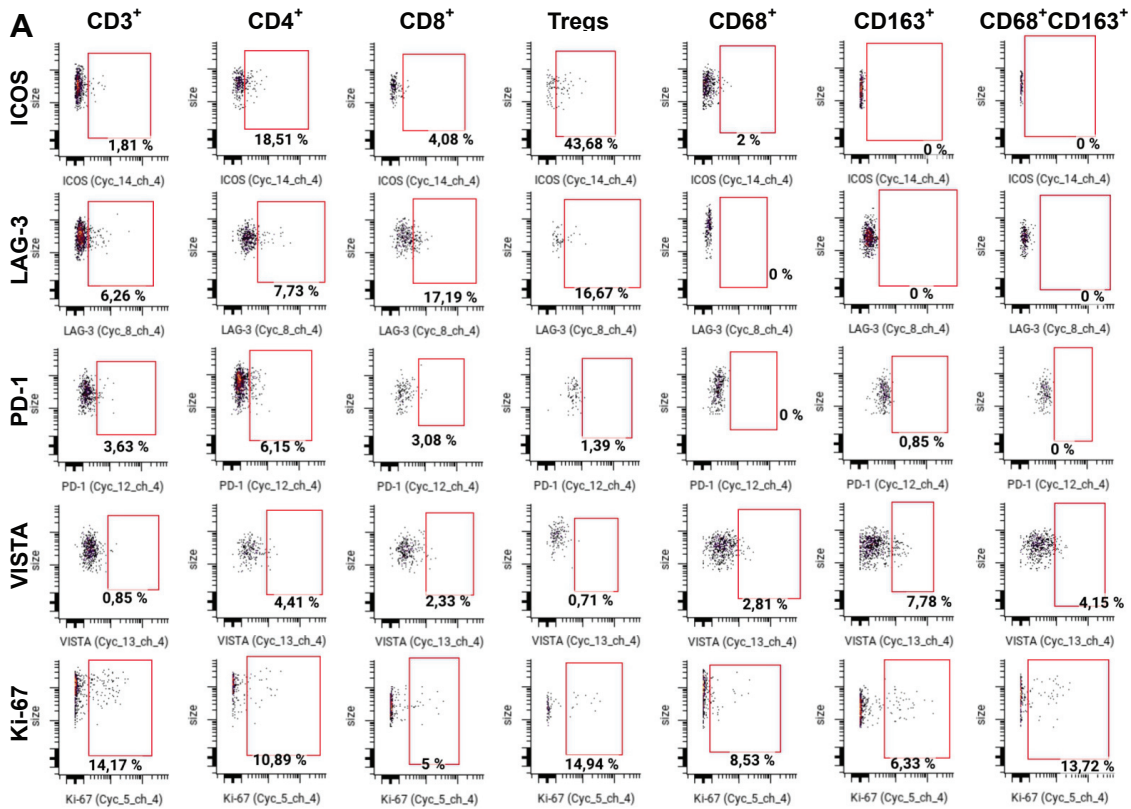 A
CD3+ CD4+ CD8+ Tregs CD68+ CD163+ CD68+CD163+
ICOS
size size size size size size size
1,81 % 18,51 % 4,08 % 43,68 % 2 % 0 % 0 %
ICOS (Cyc_14_ch_4) ICOS (Cyc_14_ch_4) ICOS (Cyc_14_ch_4) ICOS (Cyc_14_ch_4) ICOS (Cyc_14_ch_4) ICOS (Cyc_14_ch_4) ICOS (Cyc_14_ch_4)
LAG-3
size size size size size size size
6,26 % 7,73 % 17,19 % 16,67 % 0 % 0 % 0 %
LAG-3 (Cyc_8_ch_4) LAG-3 (Cyc_8_ch_4) LAG-3 (Cyc_8_ch_4) LAG-3 (Cyc_8_ch_4) LAG-3 (Cyc_8_ch_4) LAG-3 (Cyc_8_ch_4) LAG-3 (Cyc_8_ch_4)
PD-1
size size size size size size size
3,63 % 6,15 % 3,08 % 1,39 % 0 % 0,85 % 0 %
PD-1 (Cyc_12_ch_4) PD-1 (Cyc_12_ch_4) PD-1 (Cyc_12_ch_4) PD-1 (Cyc_12_ch_4) PD-1 (Cyc_12_ch_4) PD-1 (Cyc_12_ch_4) PD-1 (Cyc_12_ch_4)
VISTA
size size size size size size size
0,85 % 4,41 % 2,33 % 0,71 % 2,81 % 7,78 % 4,15 %
VISTA (Cyc_13_ch_4) VISTA (Cyc_13_ch_4) VISTA (Cyc_13_ch_4) VISTA (Cyc_13_ch_4) VISTA (Cyc_13_ch_4) VISTA (Cyc_13_ch_4) VISTA (Cyc_13_ch_4)
Ki-67
size size size size size size size
14,17 % 10,89 % 5 % 14,94 % 8,53 % 6,33 % 13,72 %
Ki-67 (Cyc_5_ch_4) Ki-67 (Cyc_5_ch_4) Ki-67 (Cyc_5_ch_4) Ki-67 (Cyc_5_ch_4) Ki-67 (Cyc_5_ch_4) Ki-67 (Cyc_5_ch_4) Ki-67 (Cyc_5_ch_4)